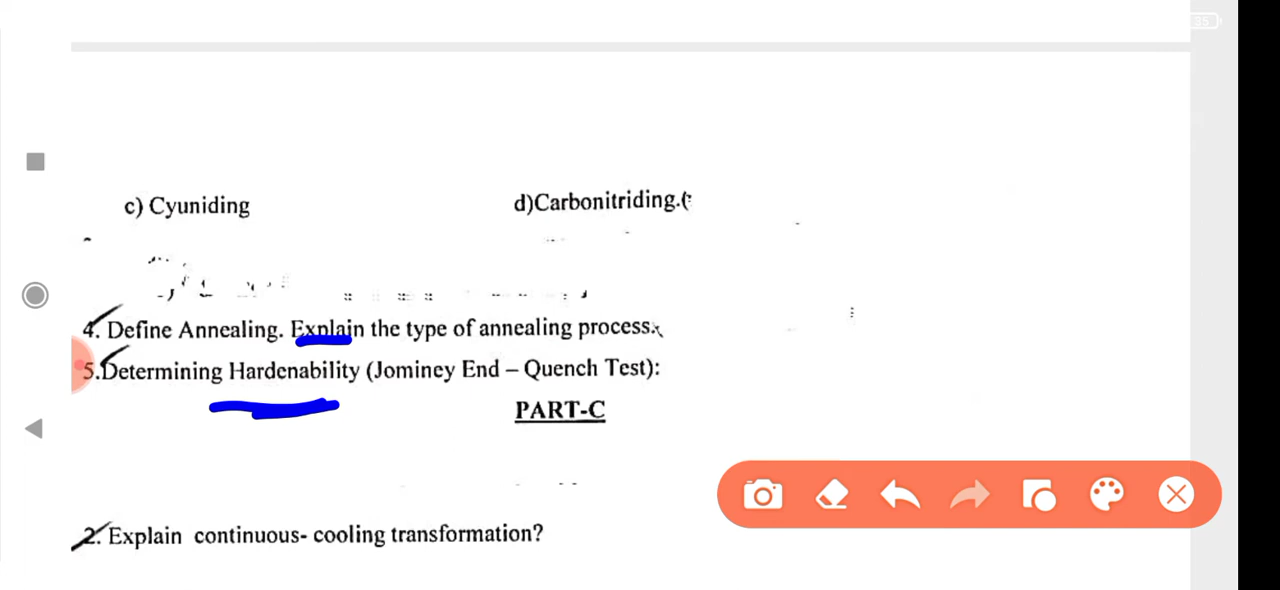 85
c) Cyuniding d)Carbonitriding.(
4. Define Annealing. Explain the type of annealing process.
5.Determining Hardenability (Jominey End – Quench Test):
PART-C
2. Explain continuous- cooling transformation?